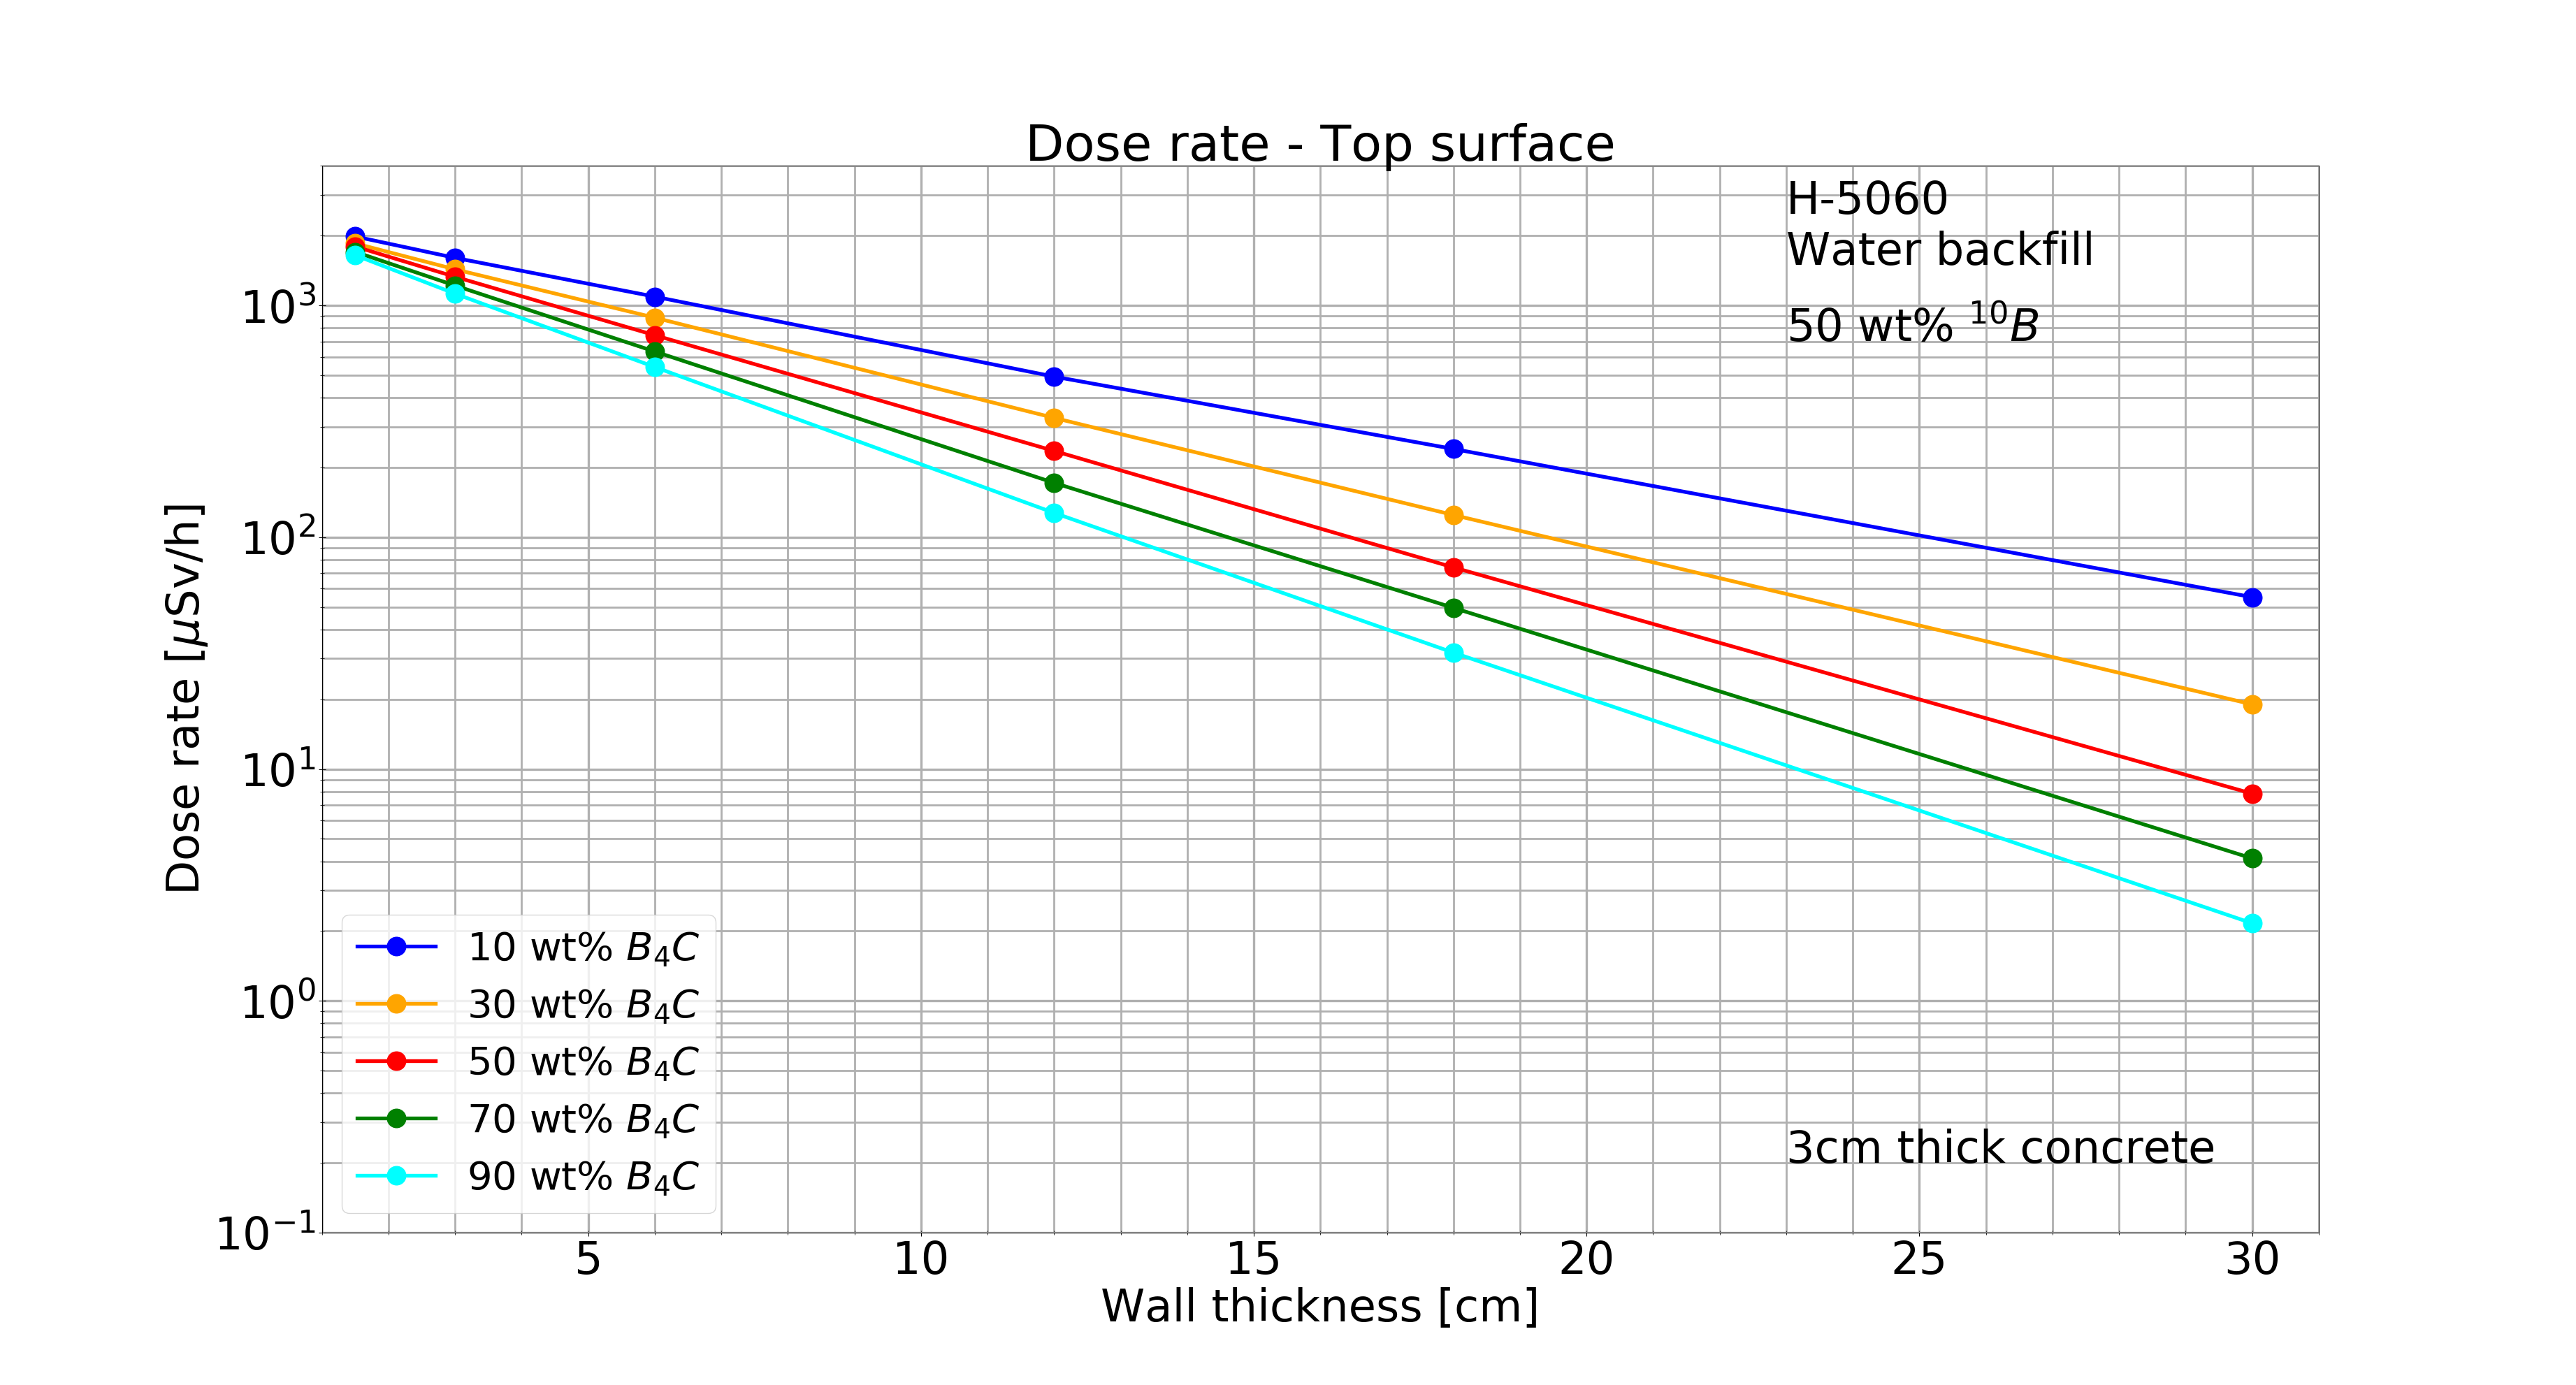 Dose rate - Top surface
H-5060
Water backfill
50 wt% ¹⁰B
Dose rate [μSv/h]
10³
10²
10¹
10⁰
10⁻¹
10 wt% B₄C
30 wt% B₄C
50 wt% B₄C
70 wt% B₄C
90 wt% B₄C
3cm thick concrete
5 10 15 20 25 30
Wall thickness [cm]